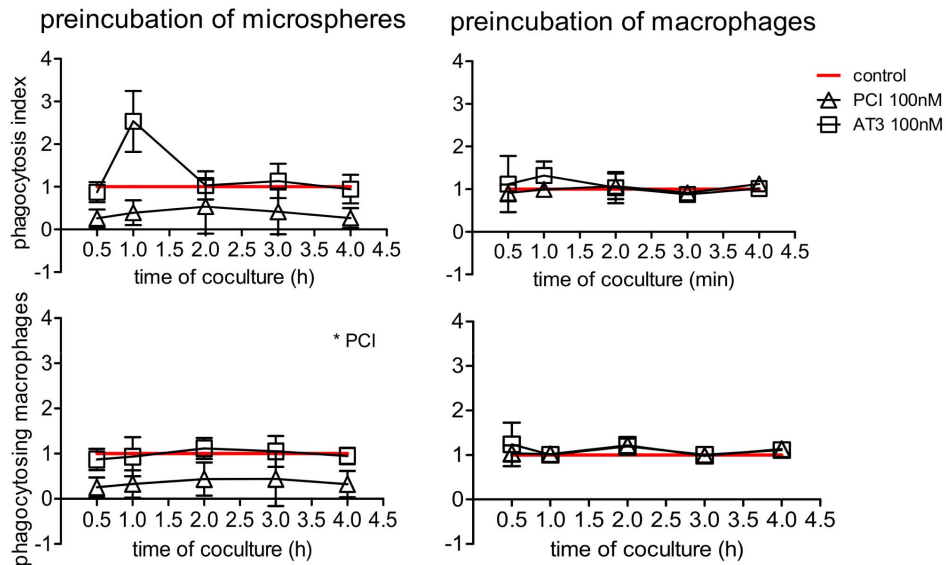 preincubation of microspheres
preincubation of macrophages
4
3
2
1
0
-1
phagocytosis index
0.5 1.0 1.5 2.0 2.5 3.0 3.5 4.0 4.5
time of coculture (h)
4
3
2
1
0
-1
0.5 1.0 1.5 2.0 2.5 3.0 3.5 4.0 4.5
time of coculture (min)
control
PCI 100nM
AT3 100nM
4
3
2
1
0
-1
phagocytosing macrophages
* PCI
0.5 1.0 1.5 2.0 2.5 3.0 3.5 4.0 4.5
time of coculture (h)
4
3
2
1
0
-1
0.5 1.0 1.5 2.0 2.5 3.0 3.5 4.0 4.5
time of coculture (h)